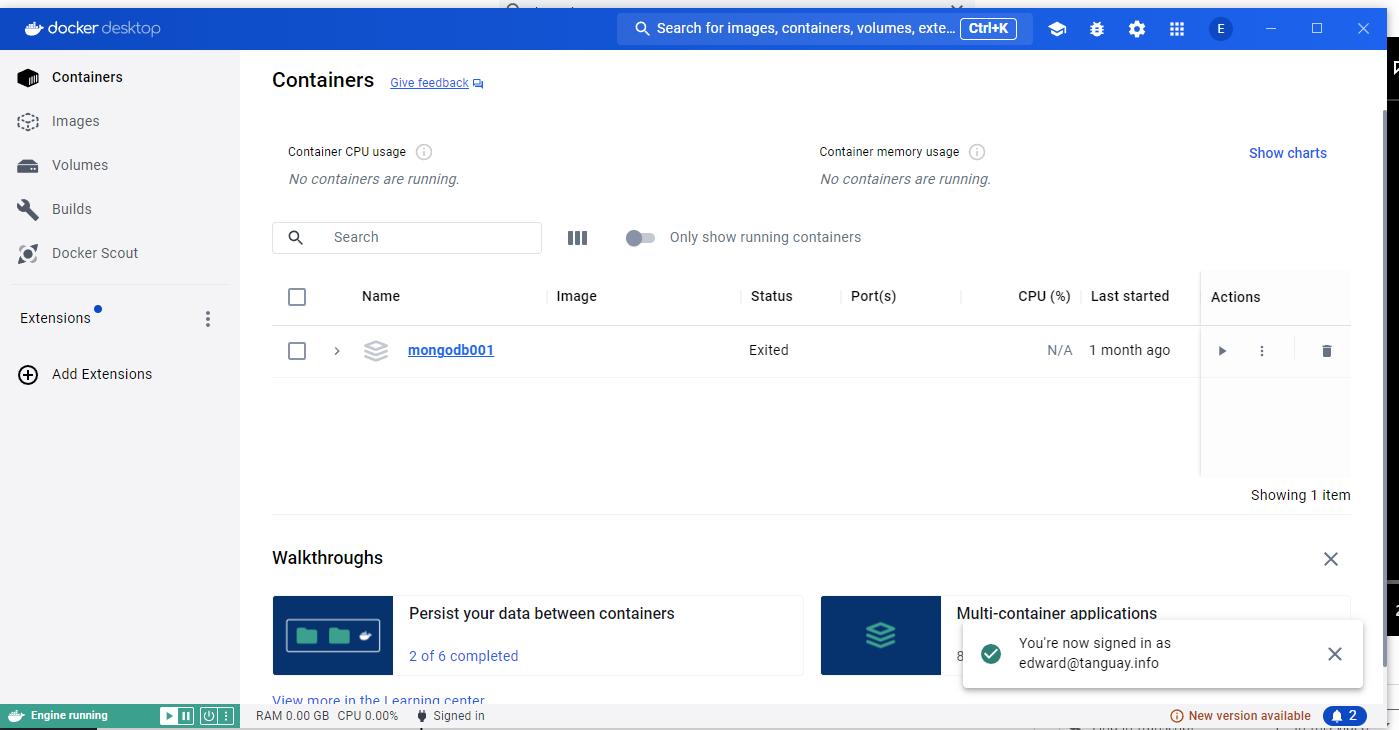 docker desktop
Search for images, containers, volumes, exte... Ctrl+K
E
Containers
Images
Volumes
Builds
Docker Scout
Extensions
Add Extensions
Containers Give feedback
Container CPU usage
No containers are running.
Container memory usage
No containers are running.
Show charts
Search
Only show running containers
Name Image Status Port(s) CPU (%) Last started Actions
mongodb001 Exited N/A 1 month ago
Showing 1 item
Walkthroughs
Persist your data between containers
2 of 6 completed
Multi-container applications
8
View more in the Learning center
You're now signed in as
edward@tanguay.info
Engine running
RAM 0.00 GB CPU 0.00% Signed in
New version available 2